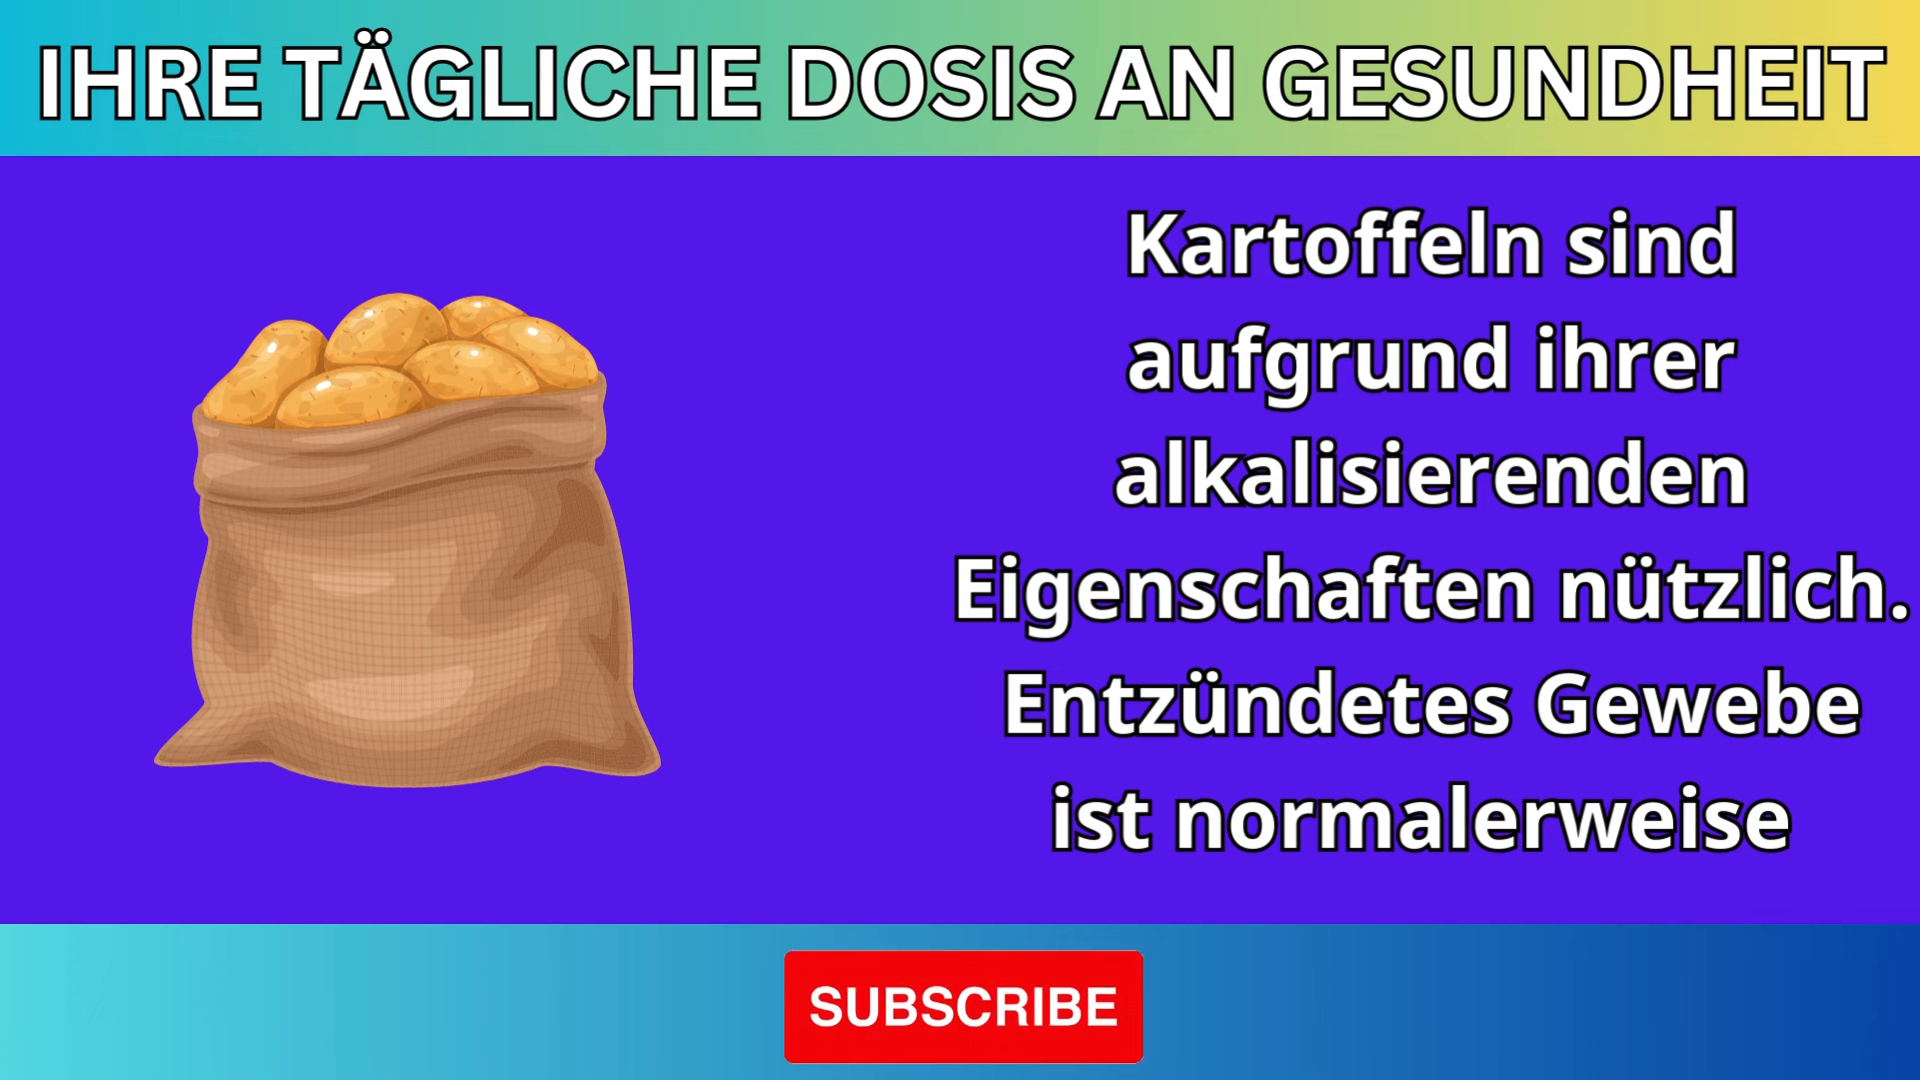 IHRE TÄGLICHE DOSIS AN GESUNDHEIT
Kartoffeln sind
aufgrund ihrer
alkalisierenden
Eigenschaften nützlich.
Entzündetes Gewebe
ist normalerweise
SUBSCRIBE